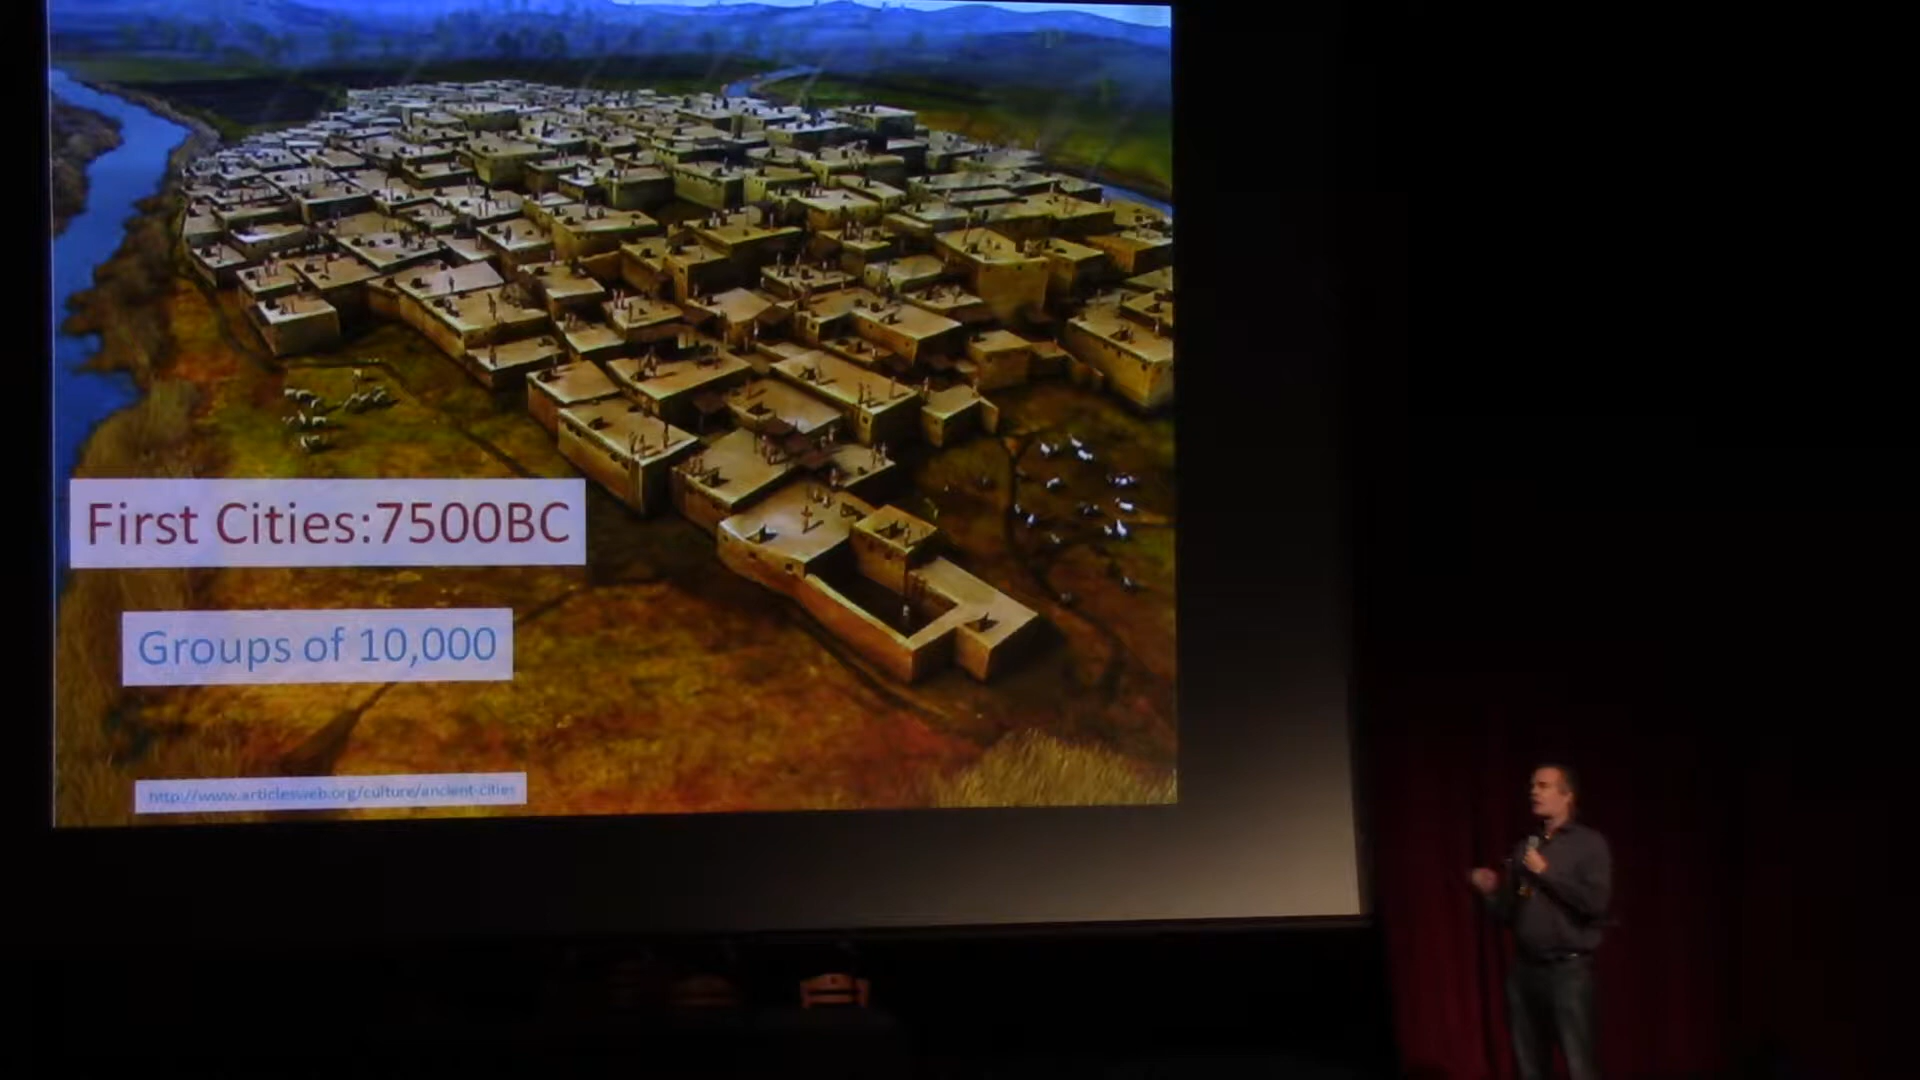 First Cities:7500BC
Groups of 10,000
http://www.articlesweb.org/culture/ancient-cities